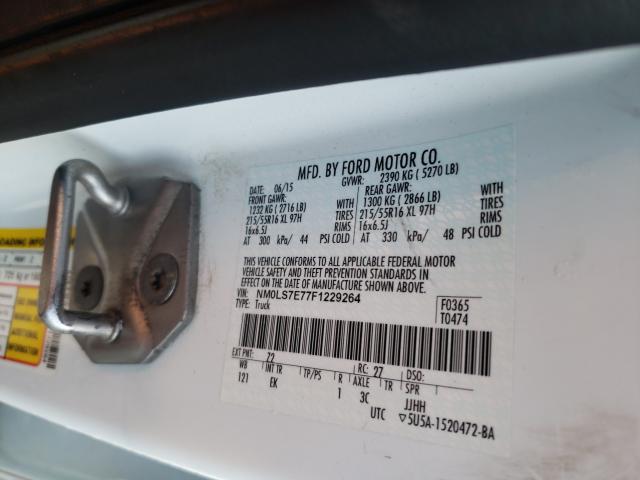 MFD. BY FORD MOTOR CO.
DATE: 06/15 GVWR: 2390 KG ( 5270 LB)
FRONT GAWR: REAR GAWR:
1232 KG ( 2716 LB) 1300 KG ( 2866 LB)
215/55R16 XL 97H TIRES 215/55R16 XL 97H TIRES
16x6.5J RIMS 16x6.5J RIMS
AT 300 kPa/ 44 PSI COLD AT 330 kPa/ 48 PSI COLD
THIS VEHICLE CONFORMS TO ALL APPLICABLE FEDERAL MOTOR
VEHICLE SAFETY AND THEFT PREVENTION STANDARDS IN
EFFECT ON THE DATE OF MANUFACTURE SHOWN ABOVE.
VIN: NM0LS7E77F1229264 F0365
TYPE: Truck T0474
EXT PNT: Z2 RC: 27 DSO:
WB INT TR TP/PS R AXLE TR SPR
121 EK 1 3C JJHH
UTC ▽5U5A-1520472-BA
LOADING INFO
MANUAL
ADDITIONAL
INFORMATION